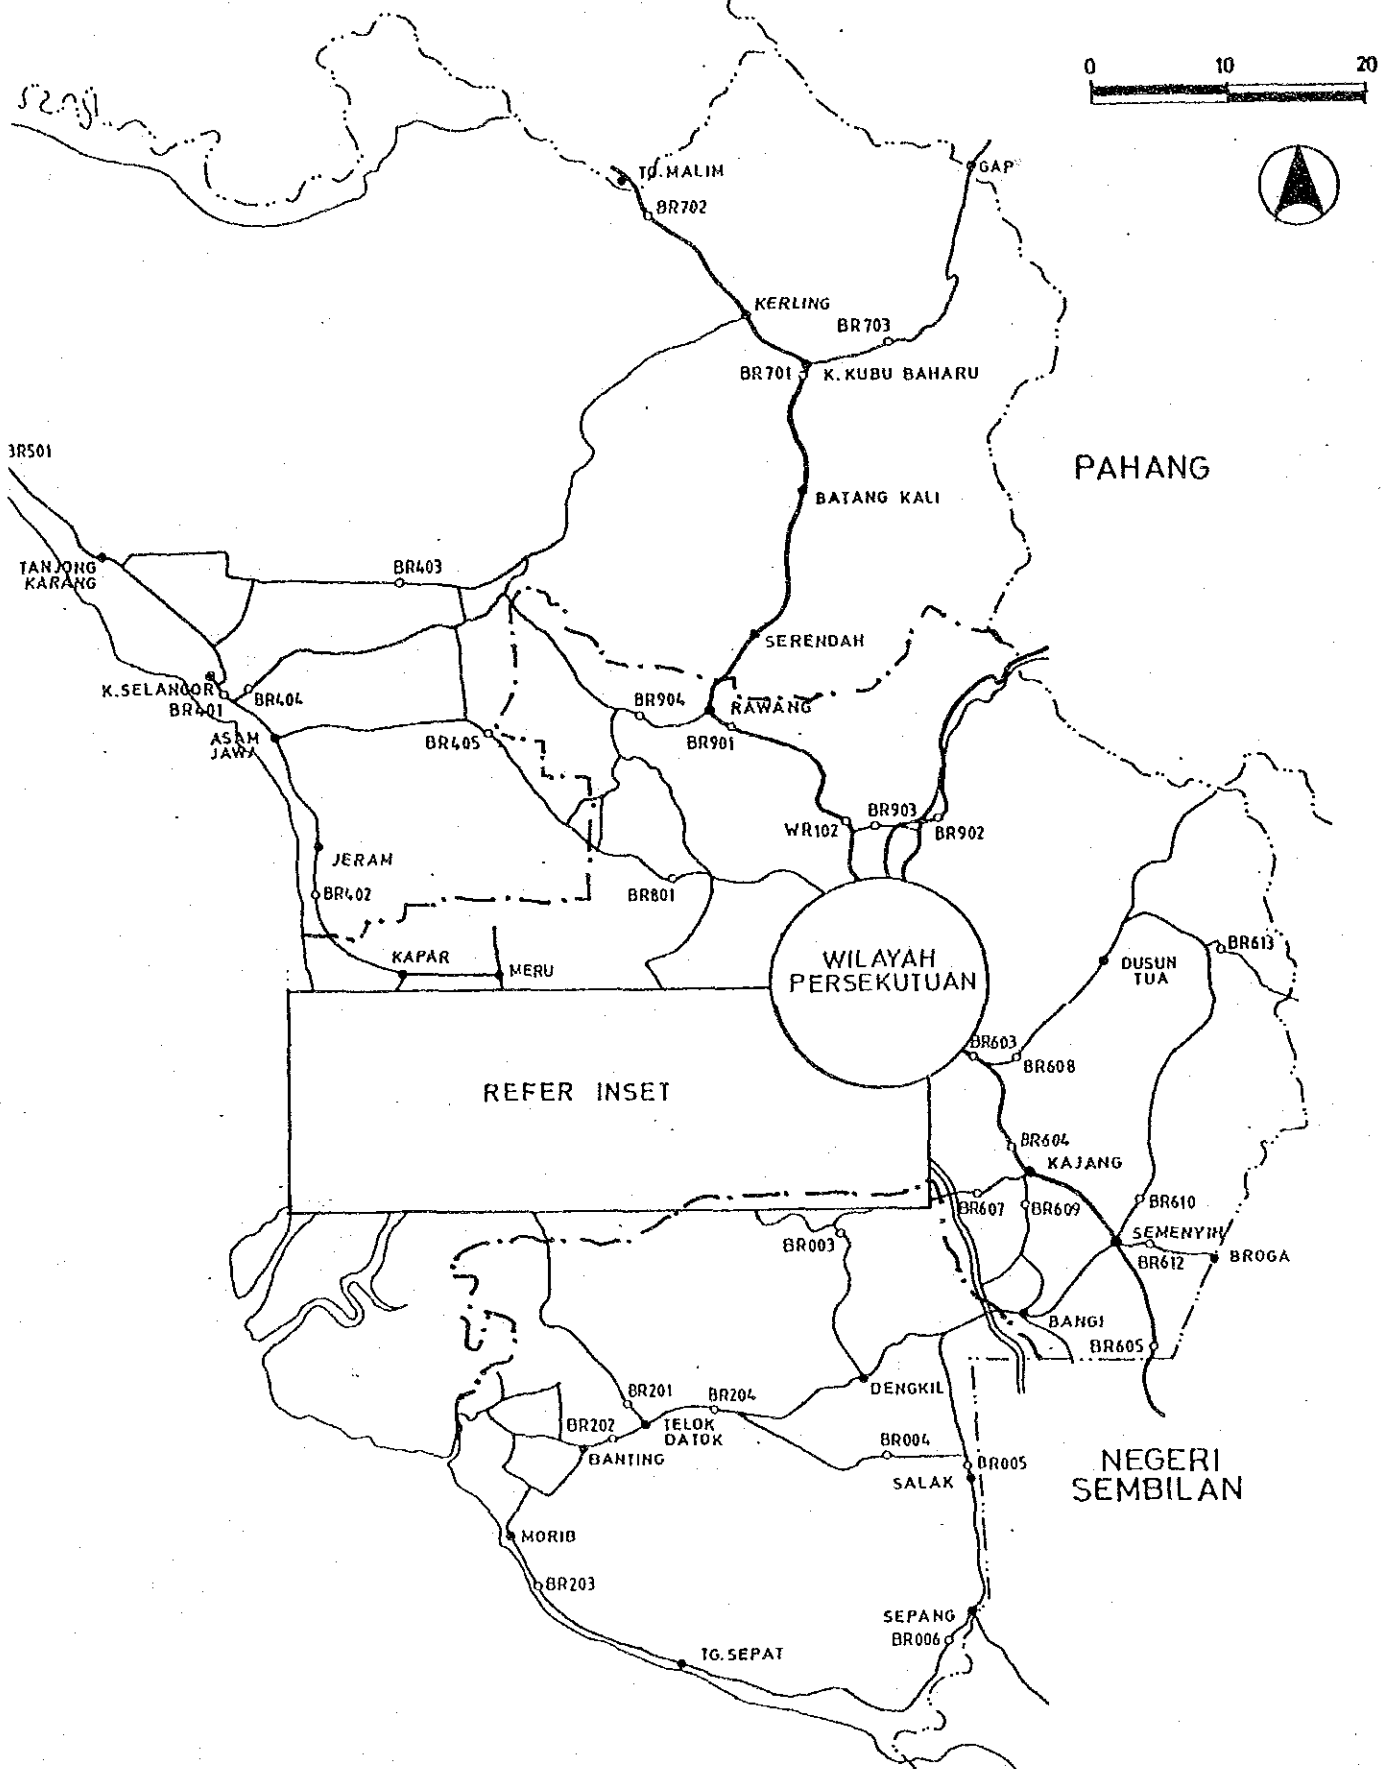 0 10 20
TG.MALIM
GAP
BR702
KERLING
BR703
BR701
K.KUBU BAHARU
PAHANG
BATANG KALI
TANJONG
KARANG
BR403
SERENDAH
K.SELANGOR
BR404
BR401
BR904
RAWANG
BR901
ASAM
JAWA
BR405
BR903
WR102
BR902
JERAM
BR402
BR801
KAPAR
MERU
WILAYAH
PERSEKUTUAN
DUSUN
TUA
BR613
BR603
BR608
REFER INSET
BR604
KAJANG
BR607
BR609
BR610
SEMENYIH
BR612
BROGA
BR003
BANGI
BR605
DENGKIL
BR201
BR204
BR202
TELOK
DATOK
BANTING
BR004
BR005
SALAK
NEGERI
SEMBILAN
MORIB
BR203
SEPANG
BR006
TG.SEPAT